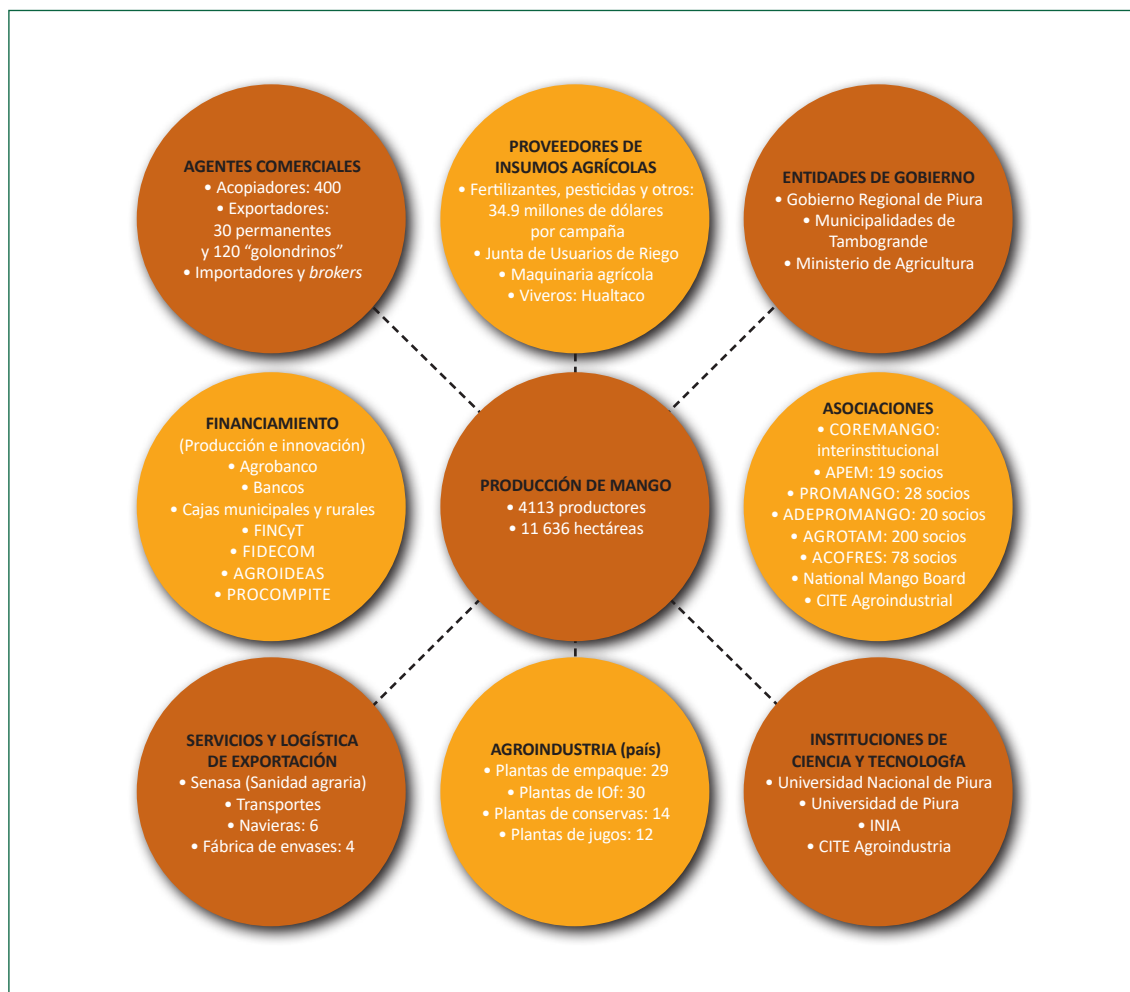 AGENTES COMERCIALES
• Acopiadores: 400
• Exportadores:
30 permanentes
y 120 “golondrinos”
• Importadores y brokers
PROVEEDORES DE
INSUMOS AGRÍCOLAS
• Fertilizantes, pesticidas y otros:
34.9 millones de dólares
por campaña
• Junta de Usuarios de Riego
• Maquinaria agrícola
• Viveros: Hualtaco
ENTIDADES DE GOBIERNO
• Gobierno Regional de Piura
• Municipalidades de
Tambogrande
• Ministerio de Agricultura
FINANCIAMIENTO
(Producción e innovación)
• Agrobanco
• Bancos
• Cajas municipales y rurales
• FINCyT
• FIDECOM
• AGROIDEAS
• PROCOMPITE
PRODUCCIÓN DE MANGO
• 4113 productores
• 11 636 hectáreas
ASOCIACIONES
• COREMANGO:
interinstitucional
• APEM: 19 socios
• PROMANGO: 28 socios
• ADEPROMANGO: 20 socios
• AGROTAM: 200 socios
• ACOFRES: 78 socios
• National Mango Board
• CITE Agroindustrial
SERVICIOS Y LOGÍSTICA
DE EXPORTACIÓN
• Senasa (Sanidad agraria)
• Transportes
• Navieras: 6
• Fábrica de envases: 4
AGROINDUSTRIA (país)
• Plantas de empaque: 29
• Plantas de IOf: 30
• Plantas de conservas: 14
• Plantas de jugos: 12
INSTITUCIONES DE
CIENCIA Y TECNOLOGfA
• Universidad Nacional de Piura
• Universidad de Piura
• INIA
• CITE Agroindustria